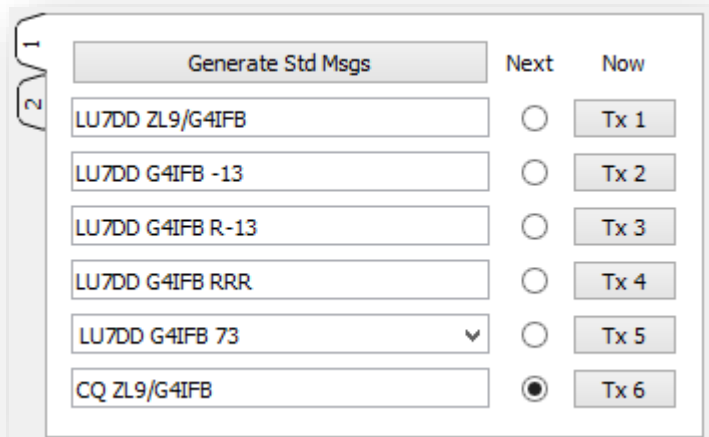 1
2
Generate Std Msgs Next Now
LU7DD ZL9/G4IFB Tx 1
LU7DD G4IFB -13 Tx 2
LU7DD G4IFB R-13 Tx 3
LU7DD G4IFB RRR Tx 4
LU7DD G4IFB 73 Tx 5
CQ ZL9/G4IFB Tx 6